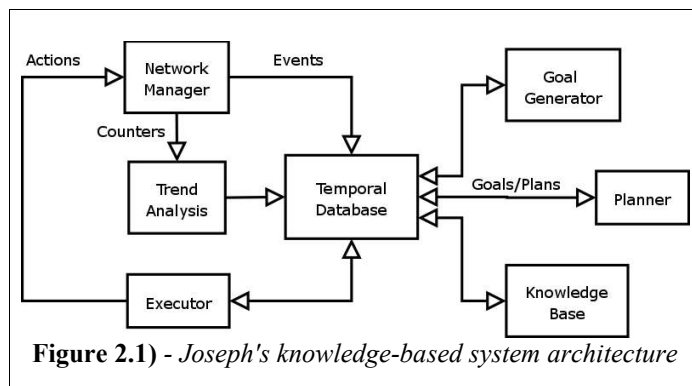 Actions
Network
Manager
Events
Goal
Generator
Counters
Trend
Analysis
Temporal
Database
Goals/Plans
Planner
Executor
Knowledge
Base
Figure 2.1) - Joseph's knowledge-based system architecture